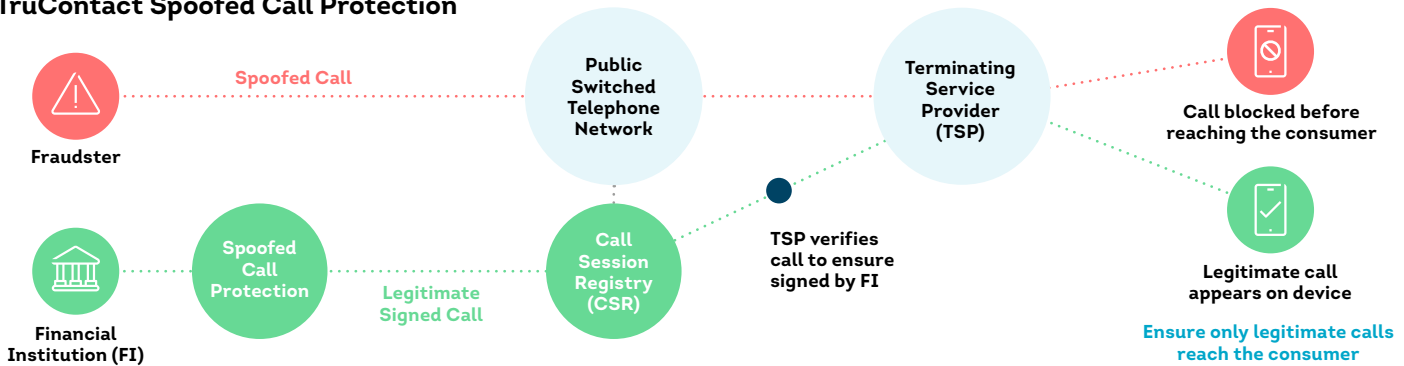 TruContact Spoofed Call Protection
Spoofed Call
Fraudster
Public
Switched
Telephone
Network
Terminating
Service
Provider
(TSP)
Call blocked before
reaching the consumer
Financial
Institution (FI)
Spoofed
Call
Protection
Legitimate
Signed Call
Call
Session
Registry
(CSR)
TSP verifies
call to ensure
signed by FI
Legitimate call
appears on device
Ensure only legitimate calls
reach the consumer